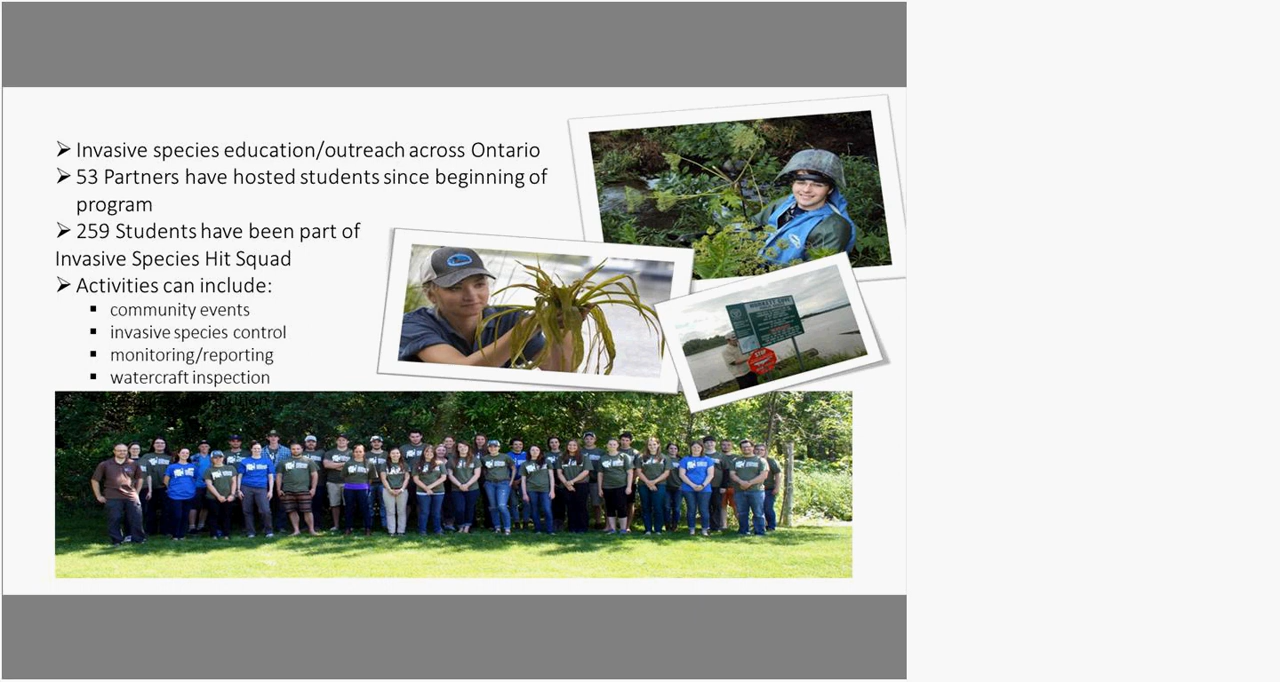 ➢ Invasive species education/outreach across Ontario
➢ 53 Partners have hosted students since beginning of
program
➢ 259 Students have been part of
Invasive Species Hit Squad
➢ Activities can include:
▪ community events
▪ invasive species control
▪ monitoring/reporting
▪ watercraft inspection
STOP